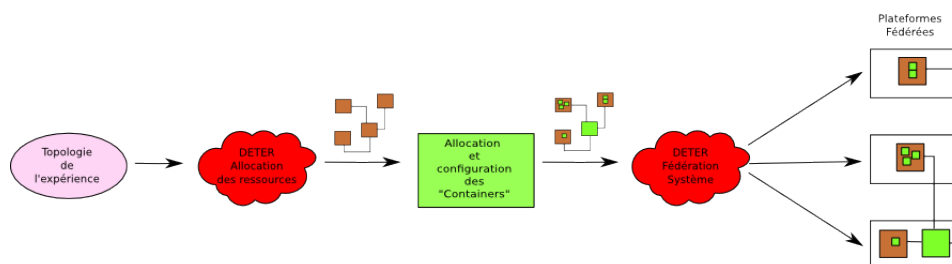 Plateformes
Fédérées
Topologie
de
l'expérience
DETER
Allocation
des ressources
Allocation
et
configuration
des
"Containers"
DETER
Fédération
Système